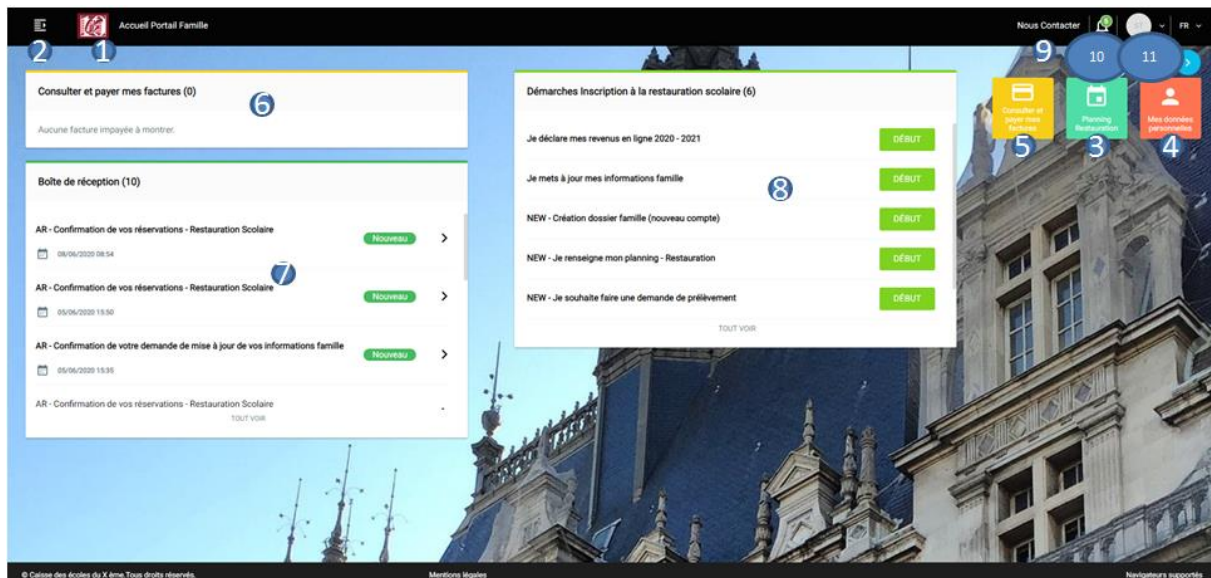 Accueil Portail Famille
Nous Contacter
FR
2
1
9
10
11
Consulter et payer mes factures (0)
6
Aucune facture impayée à montrer.
Boîte de réception (10)
AR - Confirmation de vos réservations - Restauration Scolaire
Nouveau
08/06/2020 08:54
7
AR - Confirmation de vos réservations - Restauration Scolaire
Nouveau
05/06/2020 15:50
AR - Confirmation de votre demande de mise à jour de vos informations famille
Nouveau
05/06/2020 15:35
AR - Confirmation de vos réservations - Restauration Scolaire
TOUT VOIR
Démarches Inscription à la restauration scolaire (6)
Je déclare mes revenus en ligne 2020 - 2021
DÉBUT
Je mets à jour mes informations famille
DÉBUT
8
NEW - Création dossier famille (nouveau compte)
DÉBUT
NEW - Je renseigne mon planning - Restauration
DÉBUT
NEW - Je souhaite faire une demande de prélèvement
DÉBUT
TOUT VOIR
Consulter et
payer mes
factures
5
Planning
Restauration
3
Mes données
personnelles
4
© Caisse des écoles du X ème.Tous droits réservés.
Mentions légales
Navigateurs supportés